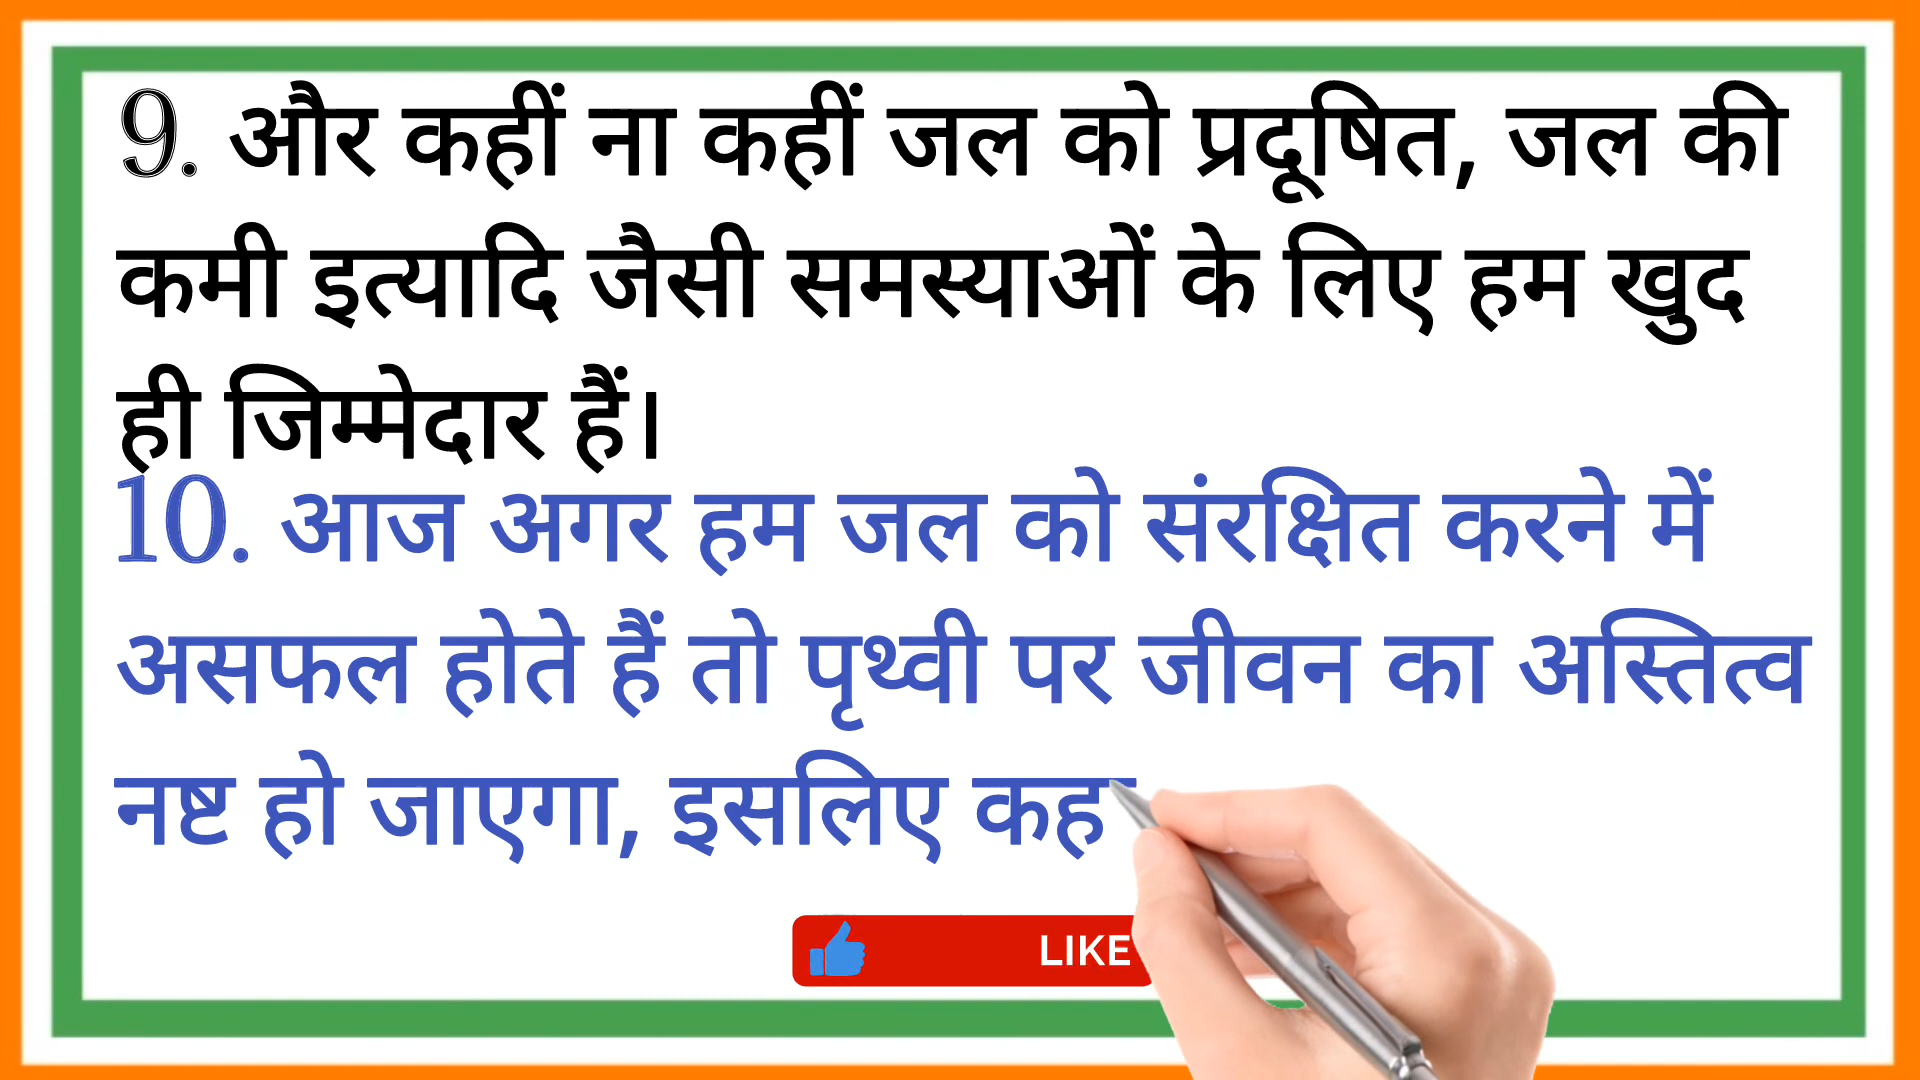 9. और कहीं ना कहीं जल को प्रदूषित, जल की
कमी इत्यादि जैसी समस्याओं के लिए हम खुद
ही जिम्मेदार हैं।
10. आज अगर हम जल को संरक्षित करने में
असफल होते हैं तो पृथ्वी पर जीवन का अस्तित्व
नष्ट हो जाएगा, इसलिए कह
LIKE